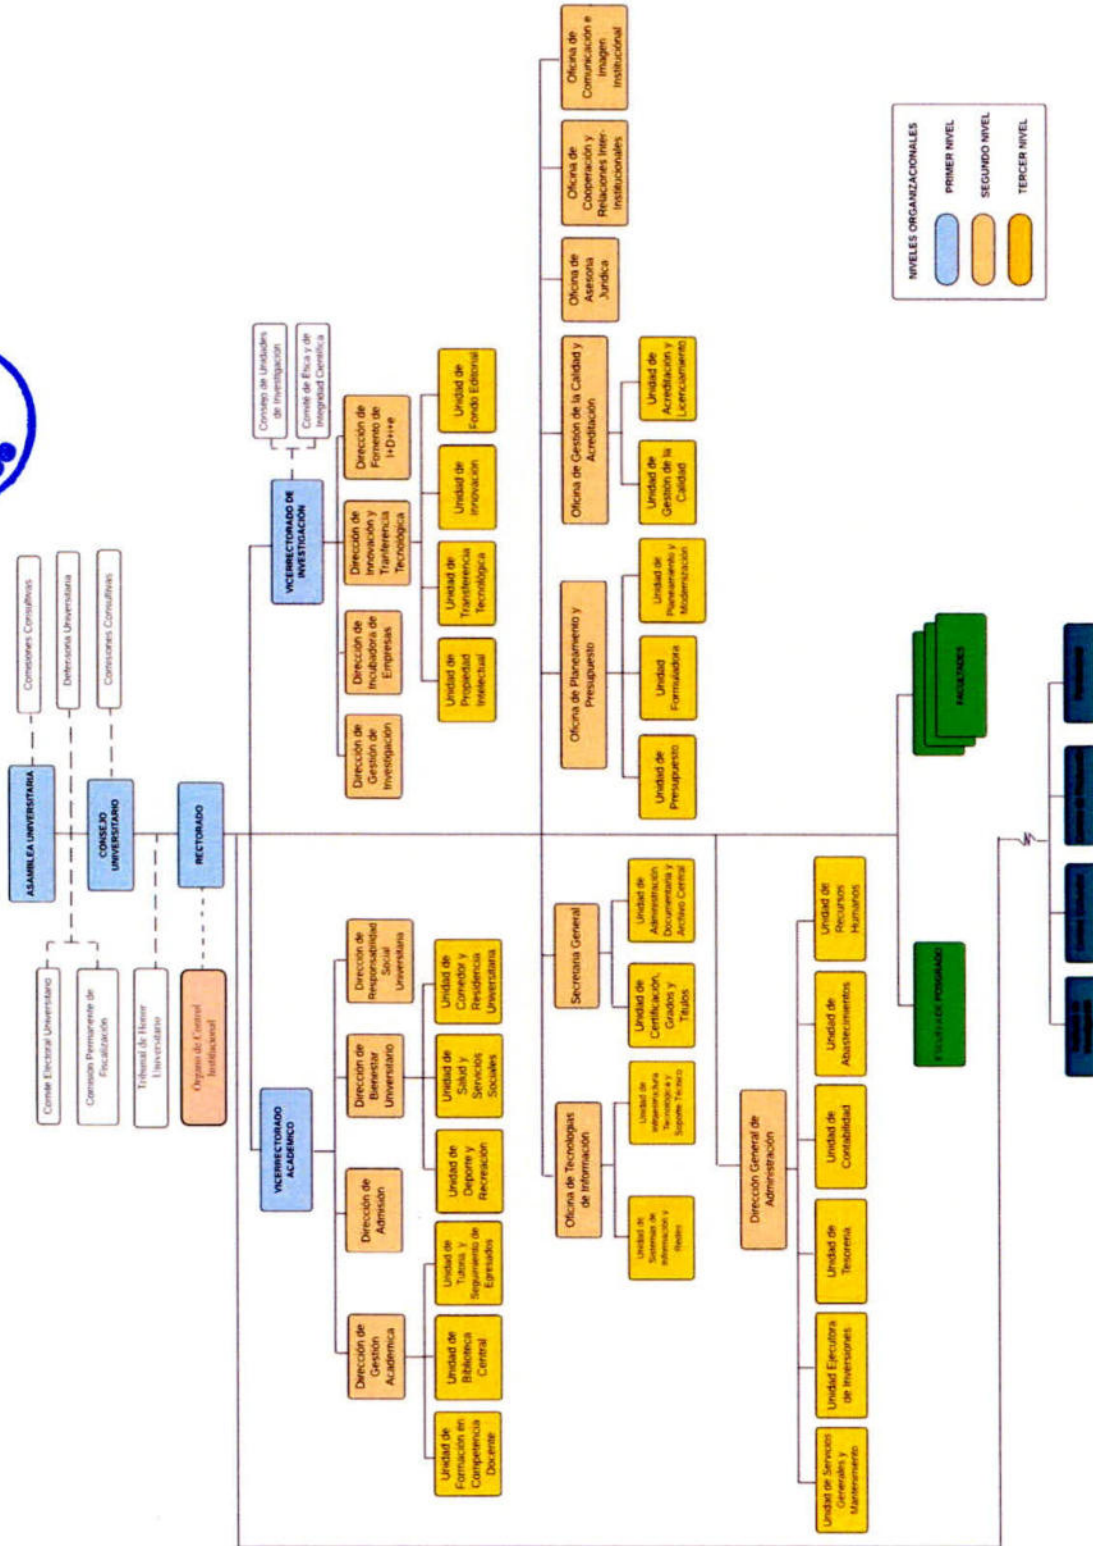 ASAMBLEA UNIVERSITARIA
Comisiones Consultivas
Defensoria Universitaria
Comité Electoral Universitario
Comisión Permanente de
Fiscalización
CONSEJO
UNIVERSITARIO
Comisiones Consultivas
Tribunal de Honor
Universitario
RECTORADO
Órgano de Control
Institucional
VICERRECTORADO
ACADEMICO
VICERRECTORADO DE
INVESTIGACIÓN
Consejo de Unidades
de Investigación
Comité de Ética y de
Integridad Científica
Dirección de
Gestión
Academica
Dirección de
Admisión
Dirección de
Bienestar
Universitario
Dirección de
Responsabilidad
Social
Universitaria
Dirección de
Gestión de
Investigación
Dirección de
Incubadora de
Empresas
Dirección de
Innovación y
Tranferencia
Tecnológica
Dirección de
Fomento de
I+D+i+e
Unidad de
Formación en
Competencia
Docente
Unidad de
Biblioteca
Central
Unidad de
Tutoria y
Seguimiento de
Egresados
Unidad de
Deporte y
Recreación
Unidad de
Salud y
Servicios
Sociales
Unidad de
Comedor y
Residencia
Universitaria
Unidad de
Propiedad
Intelectual
Unidad de
Transferencia
Tecnológica
Unidad de
Innovación
Unidad de
Fondo Editorial
Oficina de Tecnologías
de Información
Secretaria General
Oficina de Planeamiento y
Presupuesto
Oficina de Gestión de la Calidad y
Acreditación
Oficina de
Asesoria
Jurídica
Oficina de
Cooperación y
Relaciones Inter-
Institucionales
Oficina de
Comunicación e
Imagen
Institucional
Unidad de
Sistemas de
Información y
Redes
Unidad de
Infraestructura
Tecnológica y
Soporte Técnico
Unidad de
Certificación,
Grados y
Títulos
Unidad de
Administración
Documentaria y
Archivo Central
Unidad de
Presupuesto
Unidad
Formuladora
Unidad de
Planeamiento y
Modernización
Unidad de
Gestión de la
Calidad
Unidad de
Acreditación y
Licenciamiento
Dirección General de
Administración
Unidad de Servicios
Generales y
Mantenimiento
Unidad Ejecutora
de Inversiones
Unidad de
Tesoreria
Unidad de
Contabilidad
Unidad de
Abastecimientos
Unidad de
Recursos
Humanos
ESCUELA DE POSGRADO
FACULTADES
NIVELES ORGANIZACIONALES
PRIMER NIVEL
SEGUNDO NIVEL
TERCER NIVEL